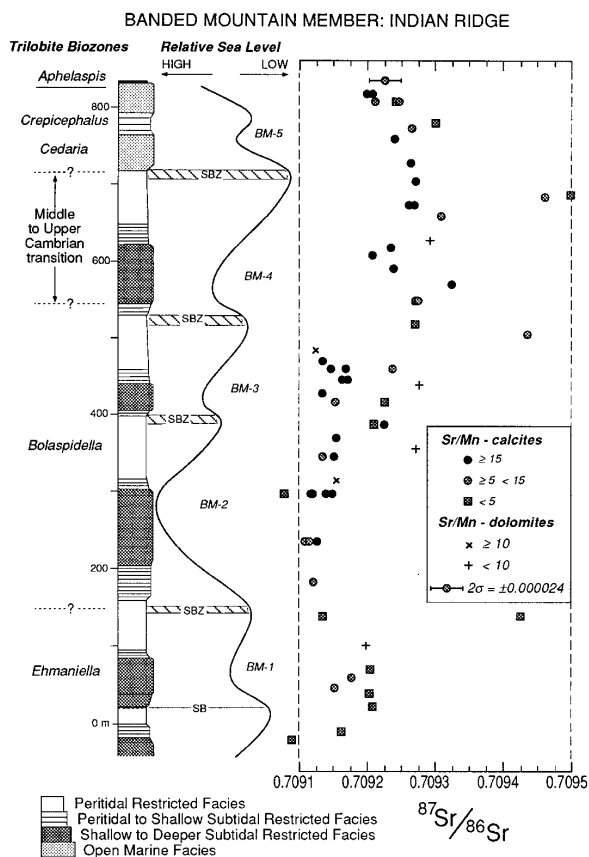 BANDED MOUNTAIN MEMBER: INDIAN RIDGE
Trilobite Biozones
Relative Sea Level
HIGH
LOW
Aphelaspis
800
Crepicephalus
BM-5
Cedaria
?
SBZ
Middle
to Upper
Cambrian
transition
600
BM-4
?
SBZ
BM-3
400
SBZ
Bolaspidella
BM-2
200
?
SBZ
BM-1
Ehmaniella
SB
0 m
Sr/Mn - calcites
≥ 15
≥5 < 15
<5
Sr/Mn - dolomites
≥ 10
< 10
2σ = ±0.000024
0.7091 0.7092 0.7093 0.7094 0.7095
87Sr/86Sr
Peritidal Restricted Facies
Peritidal to Shallow Subtidal Restricted Facies
Shallow to Deeper Subtidal Restricted Facies
Open Marine Facies